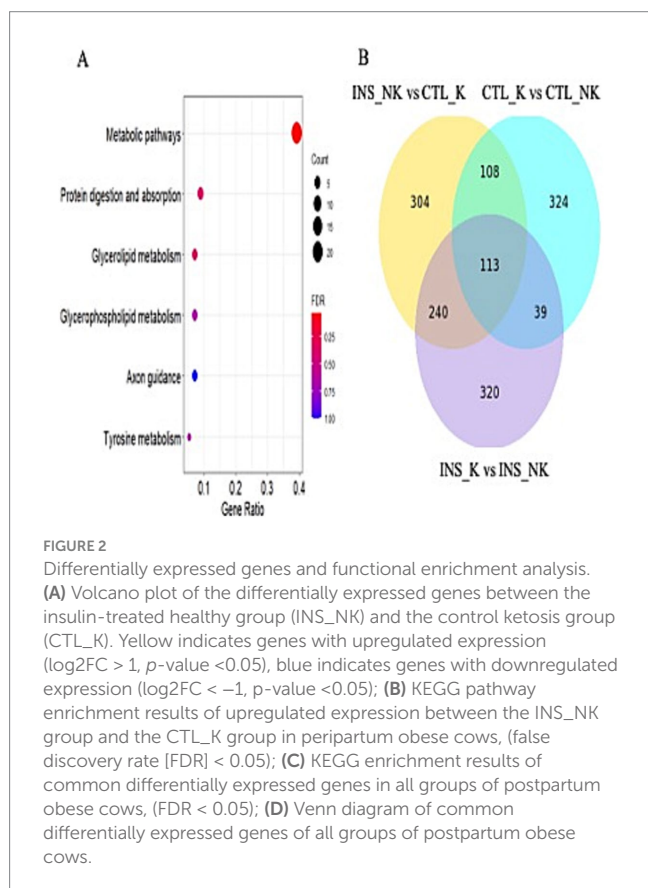 A
B
INS_NK vs CTL_K
CTL_K vs CTL_NK
108
304
324
113
240
39
320
INS_K vs INS_NK
Metabolic pathways
Protein digestion and absorption
Glycerolipid metabolism
Glycerophospholipid metabolism
Axon guidance
Tyrosine metabolism
0.1 0.2 0.3 0.4
Gene Ratio
Count
5
10
15
20
FDR
0.25
0.50
0.75
1.00
FIGURE 2
Differentially expressed genes and functional enrichment analysis.
(A) Volcano plot of the differentially expressed genes between the
insulin-treated healthy group (INS_NK) and the control ketosis group
(CTL_K). Yellow indicates genes with upregulated expression
(log2FC > 1, p-value <0.05), blue indicates genes with downregulated
expression (log2FC < −1, p-value <0.05); (B) KEGG pathway
enrichment results of upregulated expression between the INS_NK
group and the CTL_K group in peripartum obese cows, (false
discovery rate [FDR] < 0.05); (C) KEGG enrichment results of
common differentially expressed genes in all groups of postpartum
obese cows, (FDR < 0.05); (D) Venn diagram of common
differentially expressed genes of all groups of postpartum obese
cows.